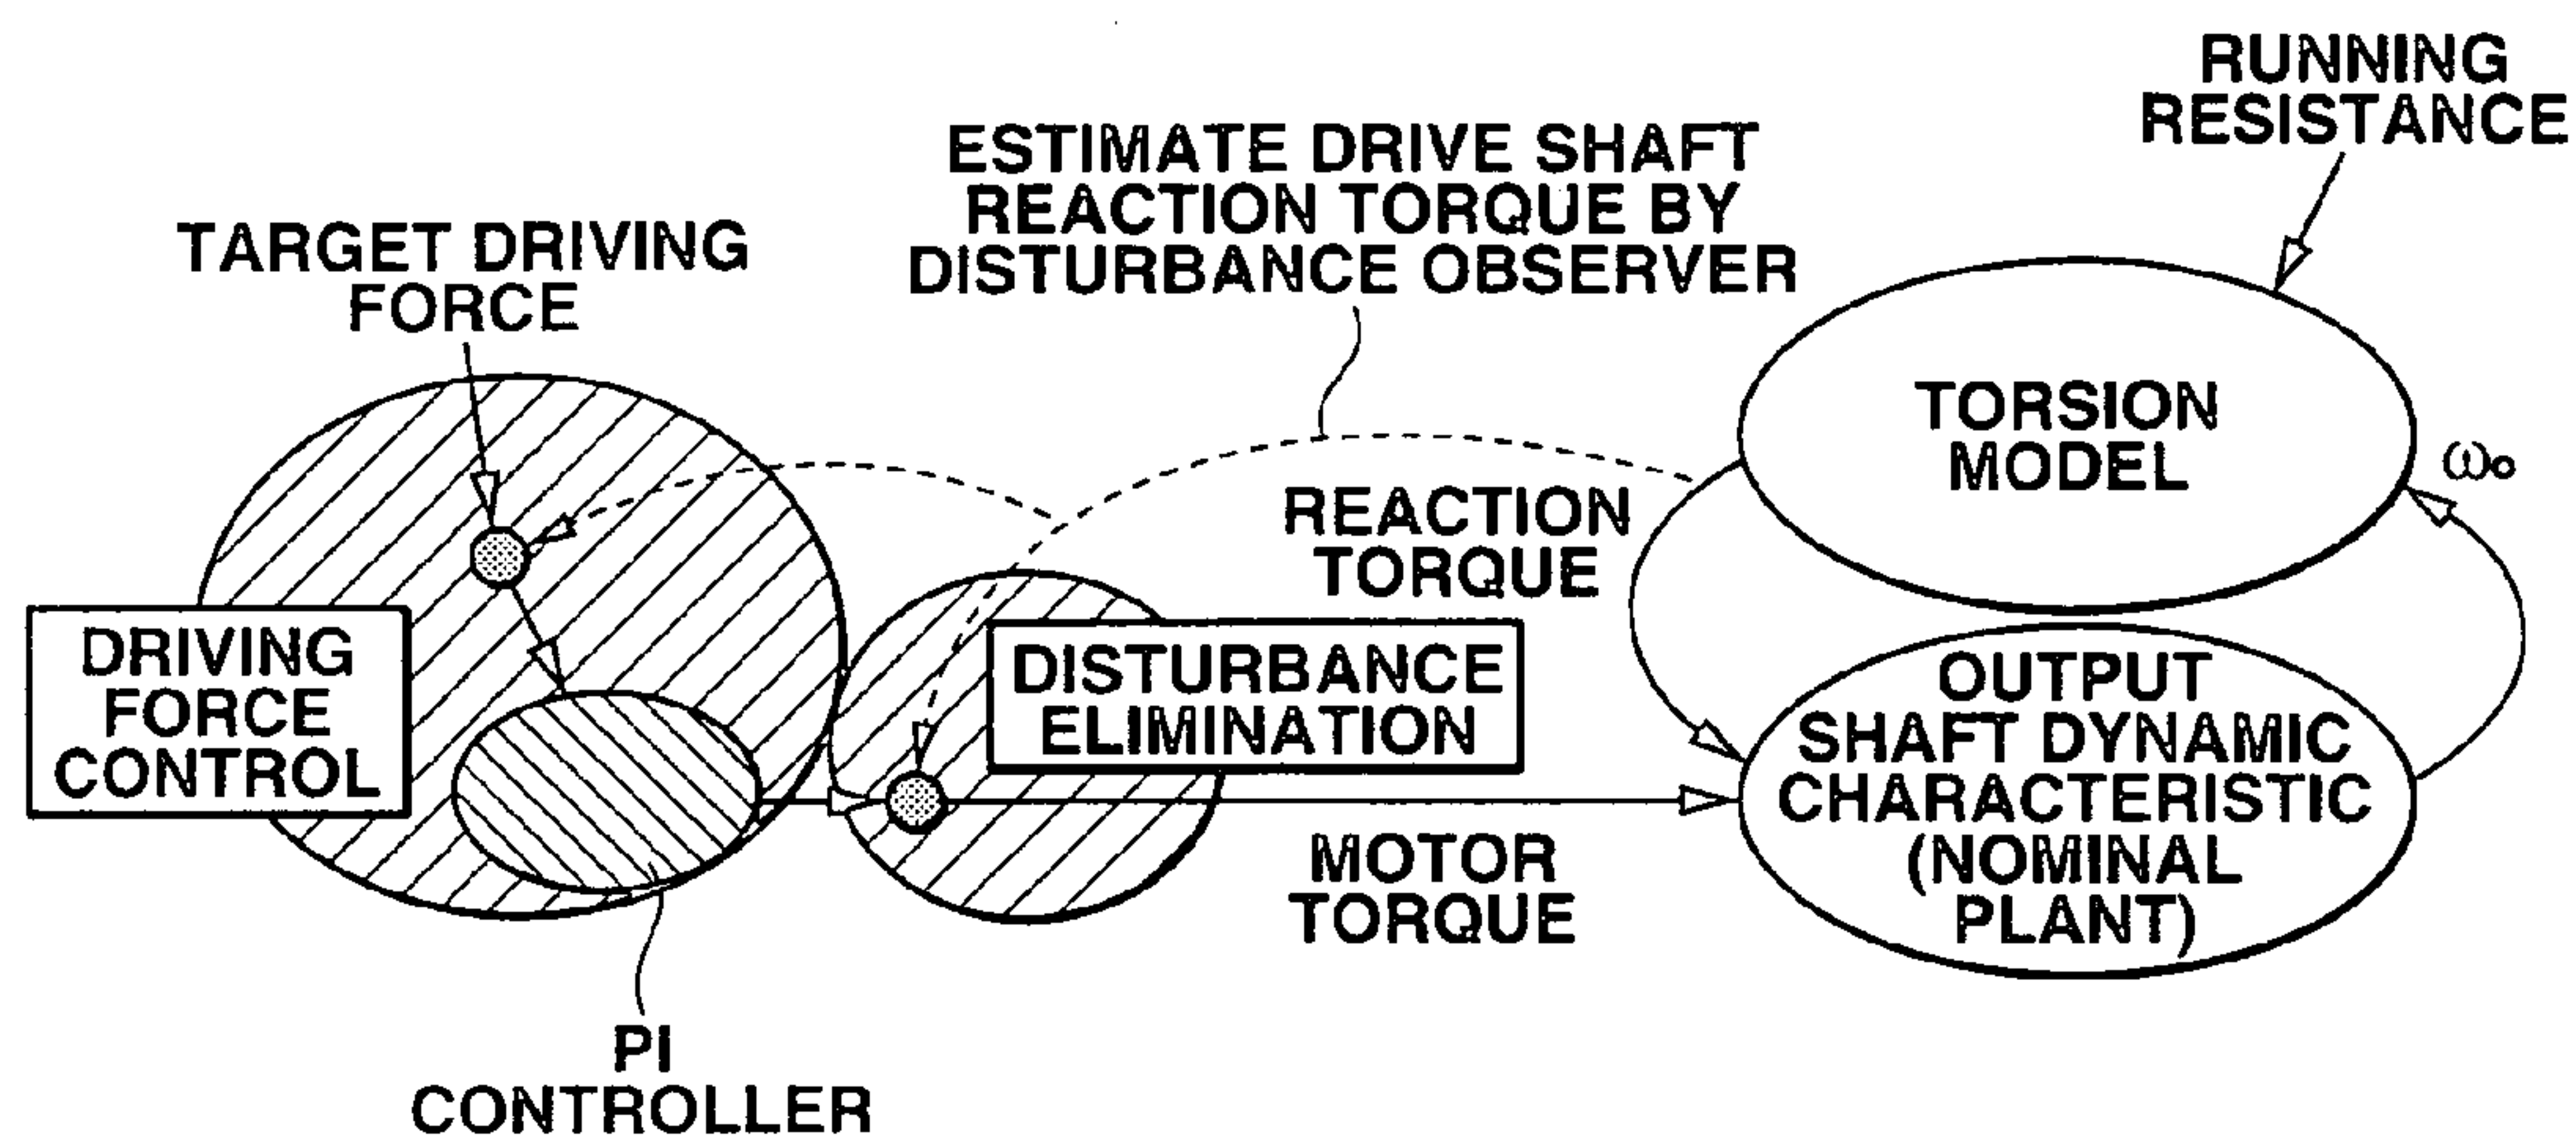 RUNNING
RESISTANCE
ESTIMATE DRIVE SHAFT
REACTION TORQUE BY
DISTURBANCE OBSERVER
TARGET DRIVING
FORCE
TORSION
MODEL
ωo
REACTION
TORQUE
DRIVING
FORCE
CONTROL
DISTURBANCE
ELIMINATION
OUTPUT
SHAFT DYNAMIC
CHARACTERISTIC
(NOMINAL
PLANT)
MOTOR
TORQUE
PI
CONTROLLER